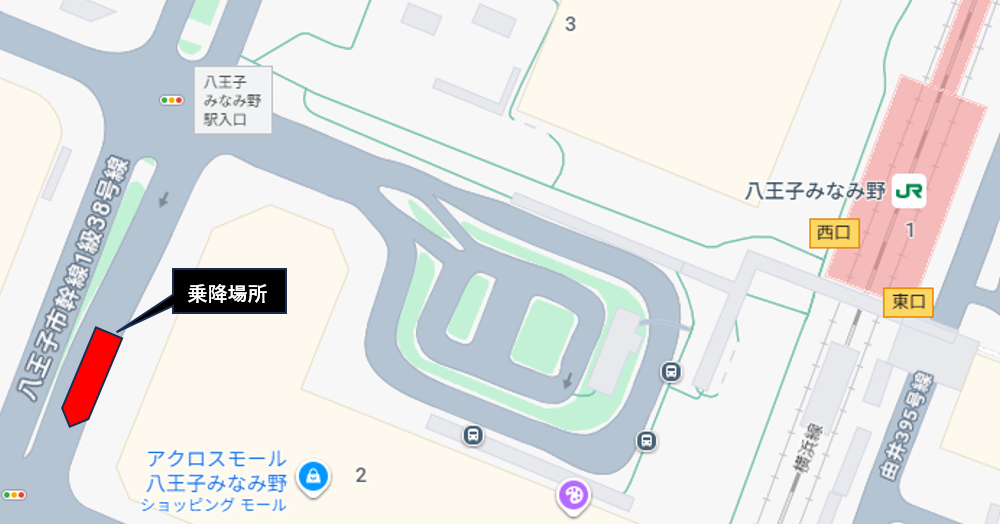 3
八王子
みなみ野
駅入口
八王子市幹線1級38号線
八王子みなみ野
JR
西口
1
東口
乗降場所
横浜線
由井395号線
アクロスモール
八王子みなみ野
ショッピング モール
2